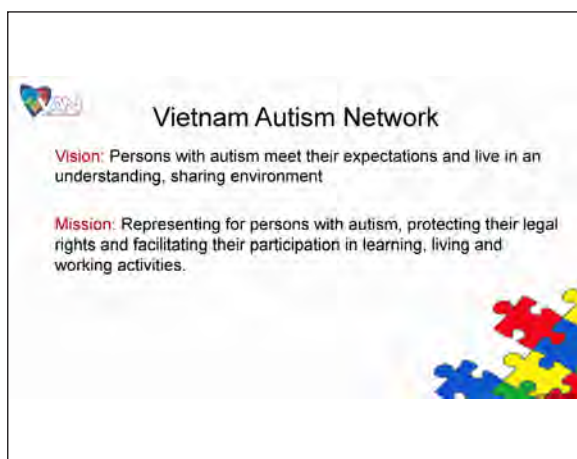 VAN
Vietnam Autism Network
Vision: Persons with autism meet their expectations and live in an
understanding, sharing environment
Mission: Representing for persons with autism, protecting their legal
rights and facilitating their participation in learning, living and
working activities.